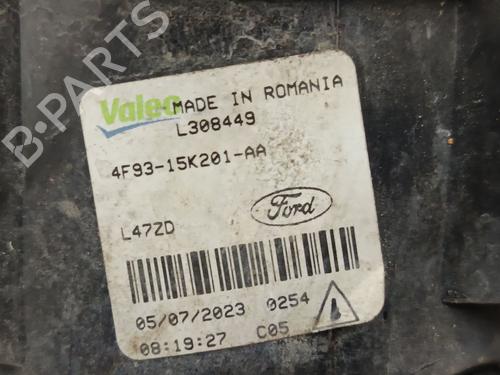 B-PARTS
Valeo MADE IN ROMANIA
L308449
4F93-15K201-AA
Ford
L47ZD
05/07/2023 0254
08:19:27 C05